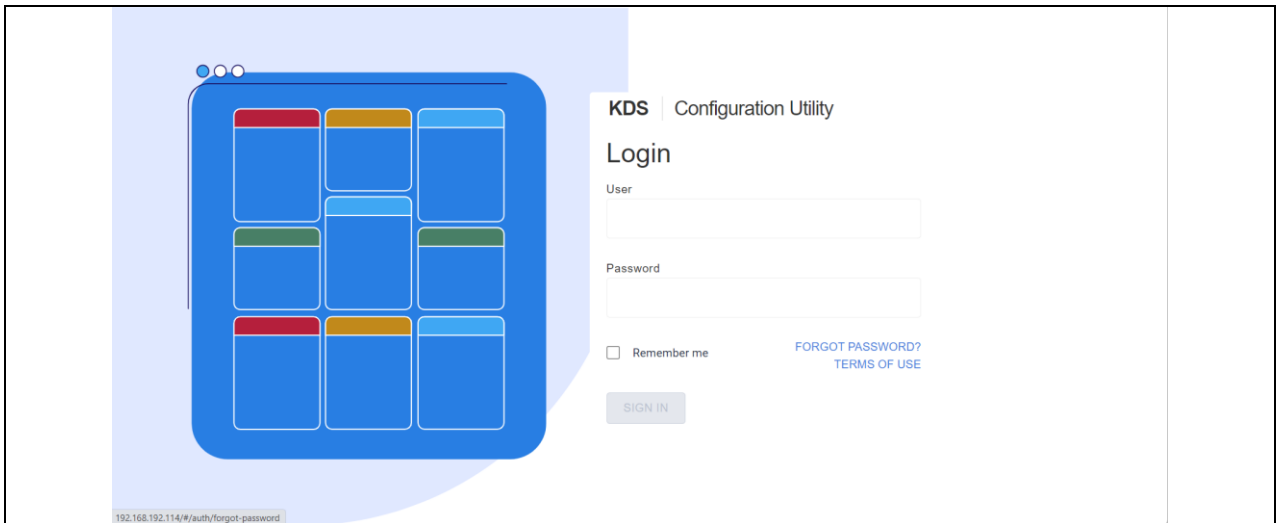 KDS Configuration Utility
Login
User
Password
Remember me
FORGOT PASSWORD?
TERMS OF USE
SIGN IN
192.168.192.114/#/auth/forgot-password